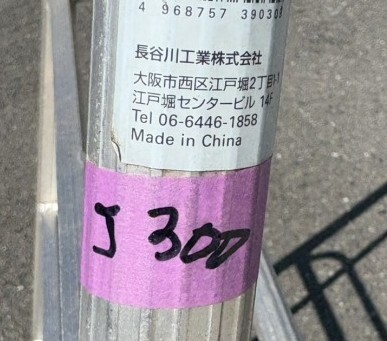 4 968757 39030
長谷川工業株式会社
大阪市西区江戸堀2丁目1-1
江戸堀センタービル 14F
Tel 06-6446-1858
Made in China
J 300